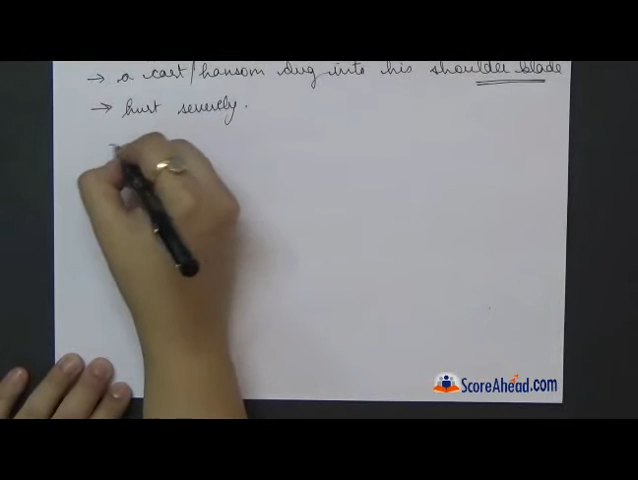 → a cart/hansom dug into his shoulder blade
→ hurt severely.
ScoreAhead.com